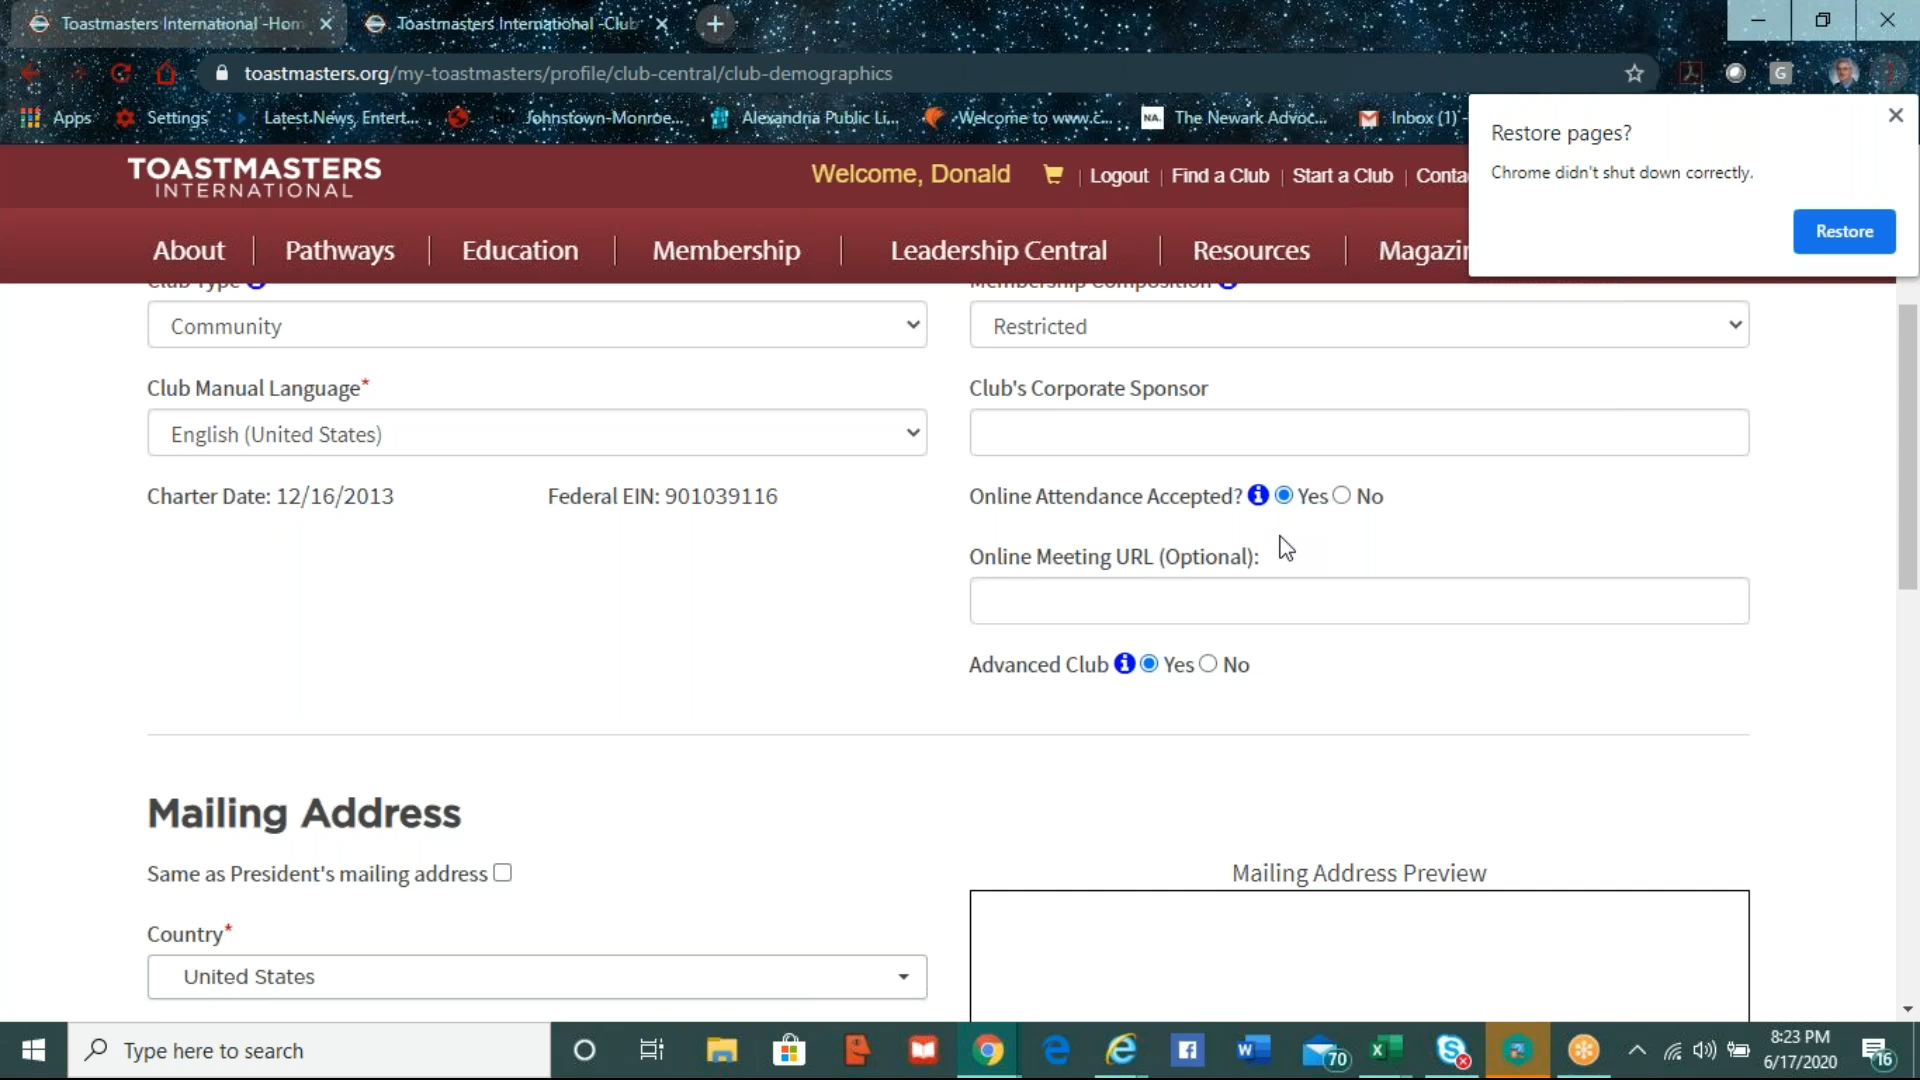 Toastmasters International -Hom
Toastmasters International -Club
toastmasters.org/my-toastmasters/profile/club-central/club-demographics
Apps
Settings
Latest News, Entert...
Johnstown-Monroe...
Alexandria Public Li...
Welcome to www.c...
NA.
The Newark Advoc...
Inbox (1) -
Restore pages?
Chrome didn't shut down correctly.
Restore
TOASTMASTERS
INTERNATIONAL
Welcome, Donald
Logout | Find a Club | Start a Club | Conta
About
Pathways
Education
Membership
Leadership Central
Resources
Magazin
Club Type
Membership Composition
Community
Restricted
Club Manual Language*
Club's Corporate Sponsor
English (United States)
Charter Date: 12/16/2013
Federal EIN: 901039116
Online Attendance Accepted? Yes No
Online Meeting URL (Optional):
Advanced Club Yes No
Mailing Address
Same as President's mailing address
Mailing Address Preview
Country*
United States
Type here to search
70
8:23 PM
6/17/2020
16